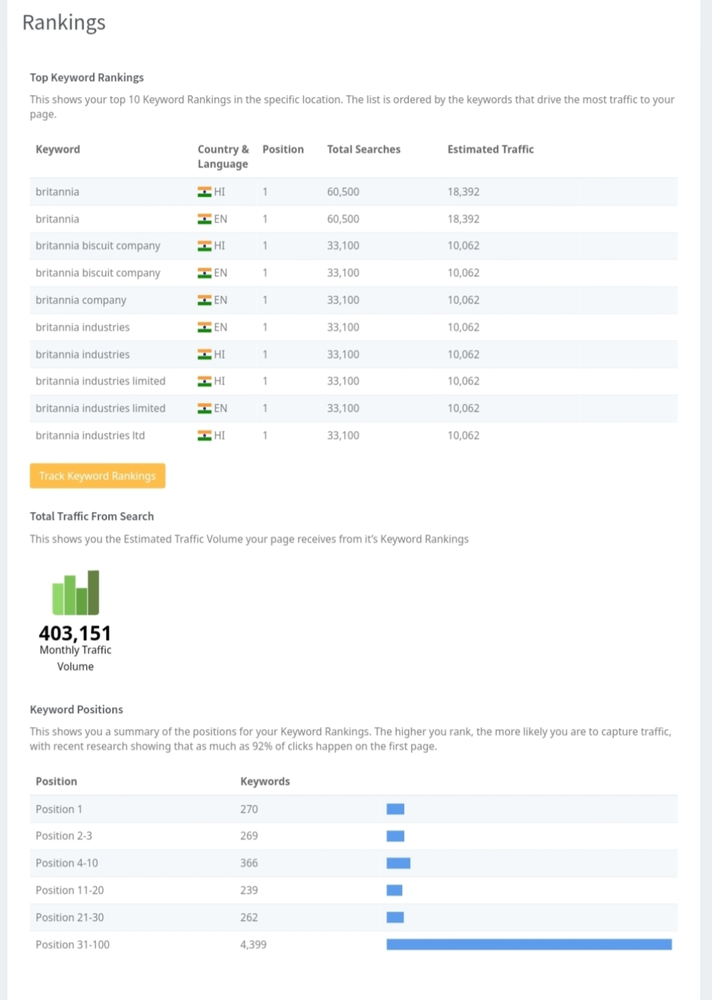 Rankings
Top Keyword Rankings
This shows your top 10 Keyword Rankings in the specific location. The list is ordered by the keywords that drive the most traffic to your
page.
Keyword Country & Language Position Total Searches Estimated Traffic
britannia HI 1 60,500 18,392
britannia EN 1 60,500 18,392
britannia biscuit company HI 1 33,100 10,062
britannia biscuit company EN 1 33,100 10,062
britannia company EN 1 33,100 10,062
britannia industries EN 1 33,100 10,062
britannia industries HI 1 33,100 10,062
britannia industries limited HI 1 33,100 10,062
britannia industries limited EN 1 33,100 10,062
britannia industries ltd HI 1 33,100 10,062
Track Keyword Rankings
Total Traffic From Search
This shows you the Estimated Traffic Volume your page receives from it's Keyword Rankings
403,151
Monthly Traffic
Volume
Keyword Positions
This shows you a summary of the positions for your Keyword Rankings. The higher you rank, the more likely you are to capture traffic,
with recent research showing that as much as 92% of clicks happen on the first page.
Position Keywords
Position 1 270
Position 2-3 269
Position 4-10 366
Position 11-20 239
Position 21-30 262
Position 31-100 4,399